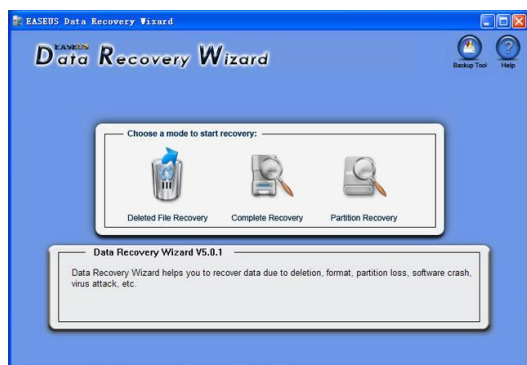 EASEUS Data Recovery Wizard
EASEUS
Data Recovery Wizard
Backup Tool
Help
Choose a mode to start recovery:
Deleted File Recovery
Complete Recovery
Partition Recovery
Data Recovery Wizard V5.0.1
Data Recovery Wizard helps you to recover data due to deletion, format, partition loss, software crash,
virus attack, etc.